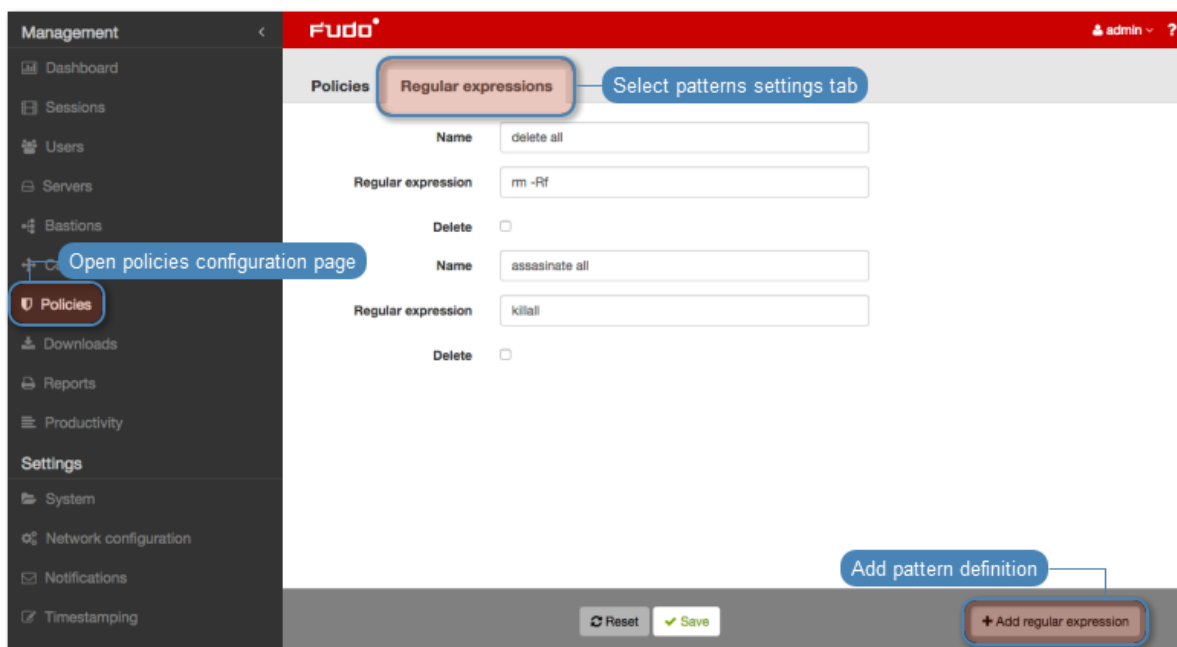 Management
FUDO
admin
?
Dashboard
Policies
Regular expressions
Select patterns settings tab
Sessions
Users
Servers
Bastions
C
Open policies configuration page
Policies
Downloads
Reports
Productivity
Settings
System
Network configuration
Notifications
Timestamping
Name
delete all
Regular expression
rm -Rf
Delete
Name
assasinate all
Regular expression
killall
Delete
Add pattern definition
Reset
Save
+ Add regular expression